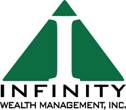 INFINITY
WEALTH MANAGEMENT, INC.